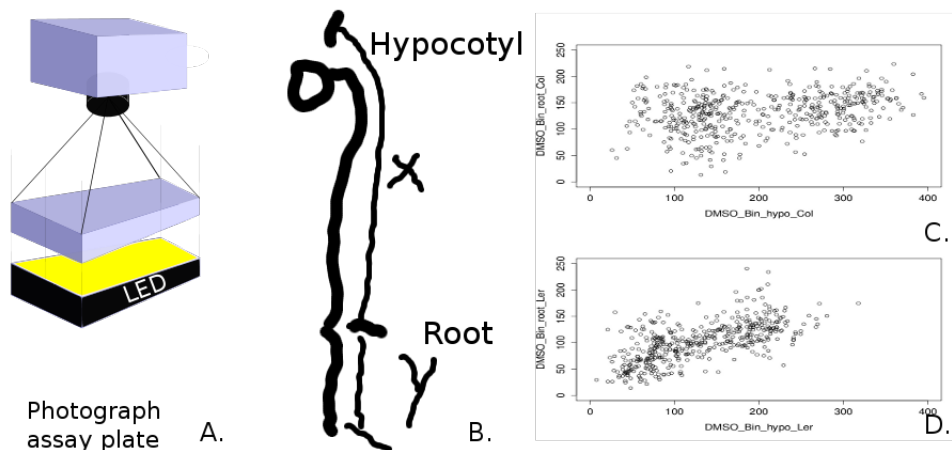 LED
Photograph
assay plate
A.
Hypocotyl
X
Root
Y
B.
DMSO_Bin_root_Col
0 50 100 150 200 250
0 100 200 300 400
DMSO_Bin_hypo_Col
C.
DMSO_Bin_root_Ler
0 50 100 150 200 250
0 100 200 300 400
DMSO_Bin_hypo_Ler
D.